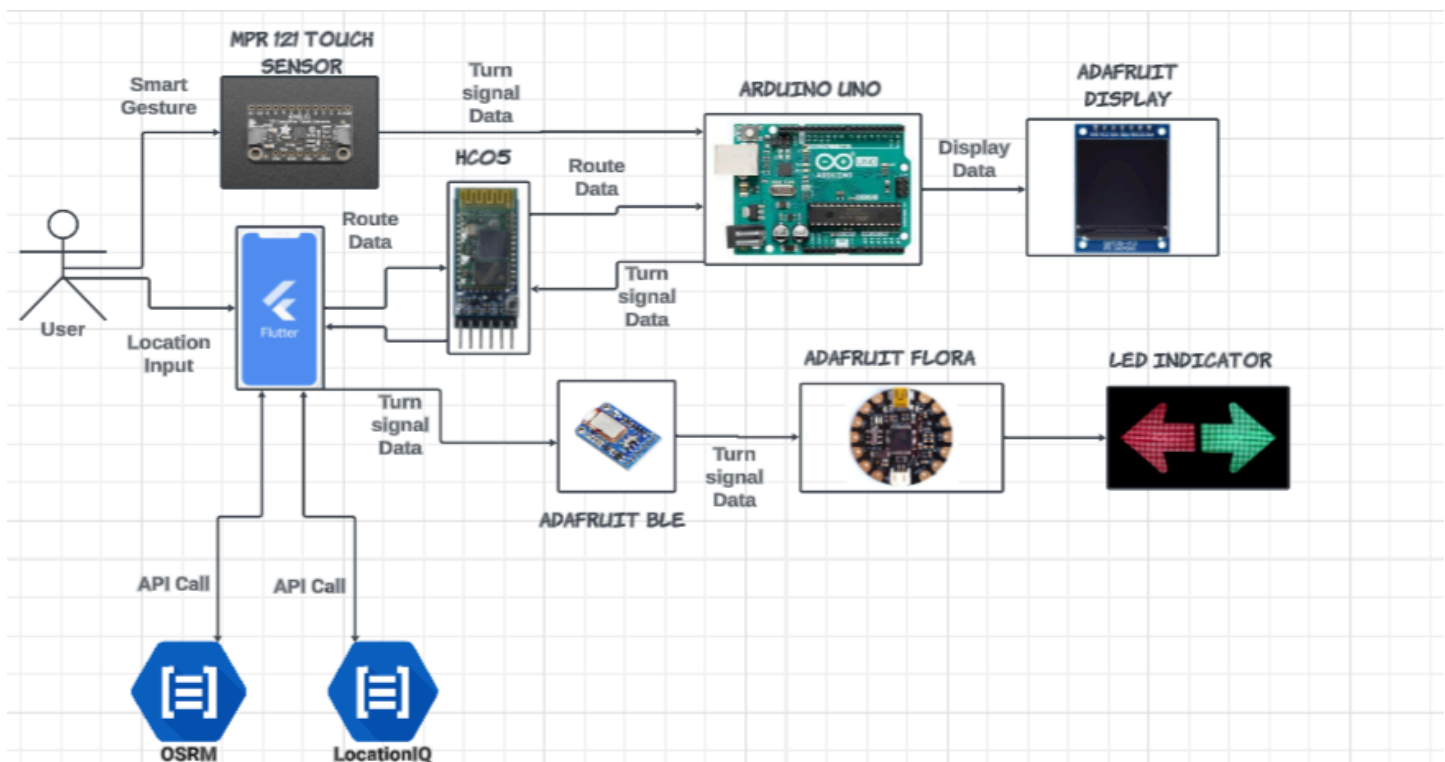 MPR 121 TOUCH
SENSOR
Smart
Gesture
Turn
signal
Data
ARDUINO UNO
ADAFRUIT
DISPLAY
HC05
Route
Data
Display
Data
Route
Data
Turn
signal
Data
User
Flutter
Location
Input
ADAFRUIT FLORA
LED INDICATOR
Turn
signal
Data
Turn
signal
Data
ADAFRUIT BLE
API Call
API Call
OSRM
LocationIQ
UNO
ARDUINO